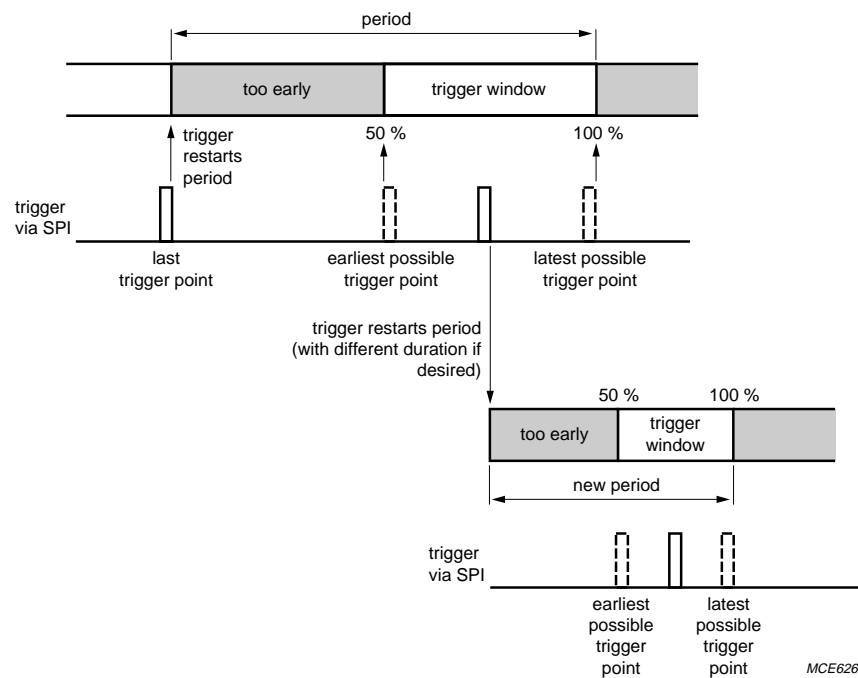 period
too early
trigger window
trigger
restarts
period
50 %
100 %
trigger
via SPI
last
trigger point
earliest possible
trigger point
latest possible
trigger point
trigger restarts period
(with different duration if
desired)
50 %
100 %
too early
trigger
window
new period
trigger
via SPI
earliest
possible
trigger
point
latest
possible
trigger
point
MCE626